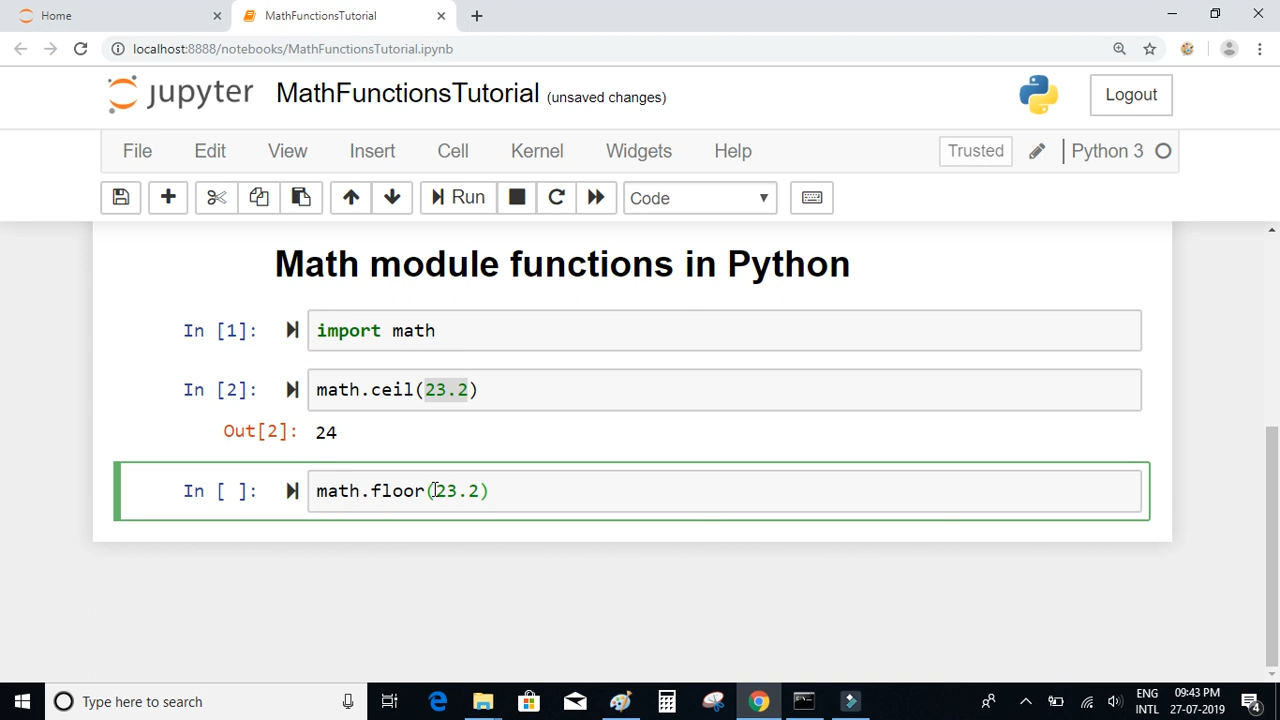 Home
MathFunctionsTutorial
localhost:8888/notebooks/MathFunctionsTutorial.ipynb
jupyter MathFunctionsTutorial (unsaved changes)
Logout
File Edit View Insert Cell Kernel Widgets Help
Trusted
Python 3
Run
Code
Math module functions in Python
In [1]: import math
In [2]: math.ceil(23.2)
Out[2]: 24
In [ ]: math.floor(23.2)
Type here to search
ENG
INTL
09:43 PM
27-07-2019
4